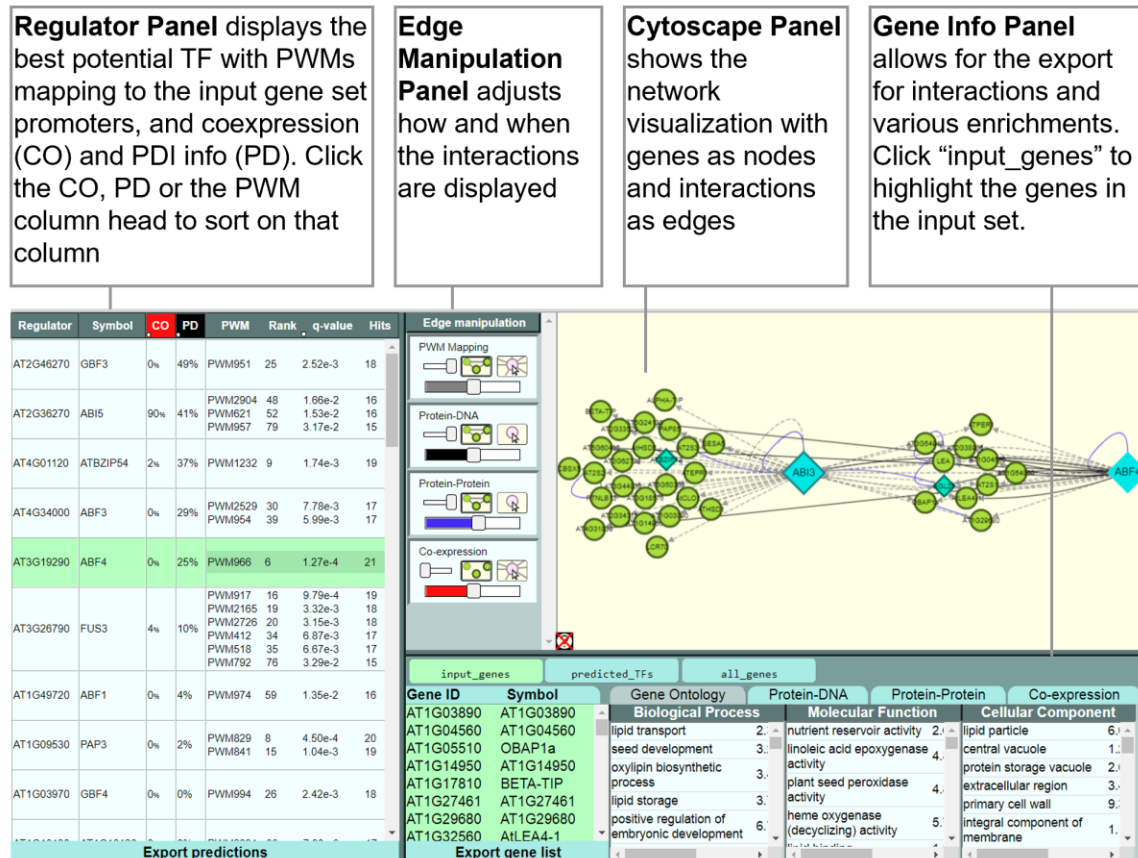 Regulator Panel displays the
best potential TF with PWMs
mapping to the input gene set
promoters, and coexpression
(CO) and PDI info (PD). Click
the CO, PD or the PWM
column head to sort on that
column
Edge
Manipulation
Panel adjusts
how and when
the interactions
are displayed
Cytoscape Panel
shows the
network
visualization with
genes as nodes
and interactions
as edges
Gene Info Panel
allows for the export
for interactions and
various enrichments.
Click “input_genes” to
highlight the genes in
the input set.
Regulator Symbol CO PD PWM Rank q-value Hits
AT2G46270 GBF3 0% 49% PWM951 25 2.52e-3 18
PWM2904 48 1.66e-2 16
AT2G36270 ABI5 90% 41% PWM621 52 1.53e-2 16
PWM957 79 3.17e-2 15
AT4G01120 ATBZIP54 2% 37% PWM1232 9 1.74e-3 19
AT4G34000 ABF3 0% 29% PWM2529 30 7.78e-3 17
PWM954 39 5.99e-3 17
AT3G19290 ABF4 0% 25% PWM966 6 1.27e-4 21
PWM917 16 9.79e-4 19
PWM2165 19 3.32e-3 18
PWM2726 20 3.15e-3 18
AT3G26790 FUS3 4% 10% PWM412 34 6.87e-3 17
PWM518 35 6.67e-3 17
PWM792 76 3.29e-2 15
AT1G49720 ABF1 0% 4% PWM974 59 1.35e-2 16
AT1G09530 PAP3 0% 2% PWM829 8 4.50e-4 20
PWM841 15 1.04e-3 19
AT1G03970 GBF4 0% 0% PWM994 26 2.42e-3 18
Export predictions
Edge manipulation
PWM Mapping
Protein-DNA
Protein-Protein
Co-expression
ALPHA-TIP
BETA-TIP
PAP85
BESA5
CBSX5
LCR70
ABI3
ATPER1
LEA
OBAP1a
ATLEA4-1
AT2S1
AT1G29680
ABF4
input_genes predicted_TFs all_genes
Gene ID Symbol
AT1G03890 AT1G03890
AT1G04560 AT1G04560
AT1G05510 OBAP1a
AT1G14950 AT1G14950
AT1G17810 BETA-TIP
AT1G27461 AT1G27461
AT1G29680 AT1G29680
AT1G32560 AtLEA4-1
Export gene list
Gene Ontology Protein-DNA Protein-Protein Co-expression
Biological Process
lipid transport
seed development
oxylipin biosynthetic
process
lipid storage
positive regulation of
embryonic development
Molecular Function
nutrient reservoir activity
linoleic acid epoxygenase
activity
plant seed peroxidase
activity
heme oxygenase
(decyclizing) activity
Cellular Component
lipid particle
central vacuole
protein storage vacuole
extracellular region
primary cell wall
integral component of
membrane